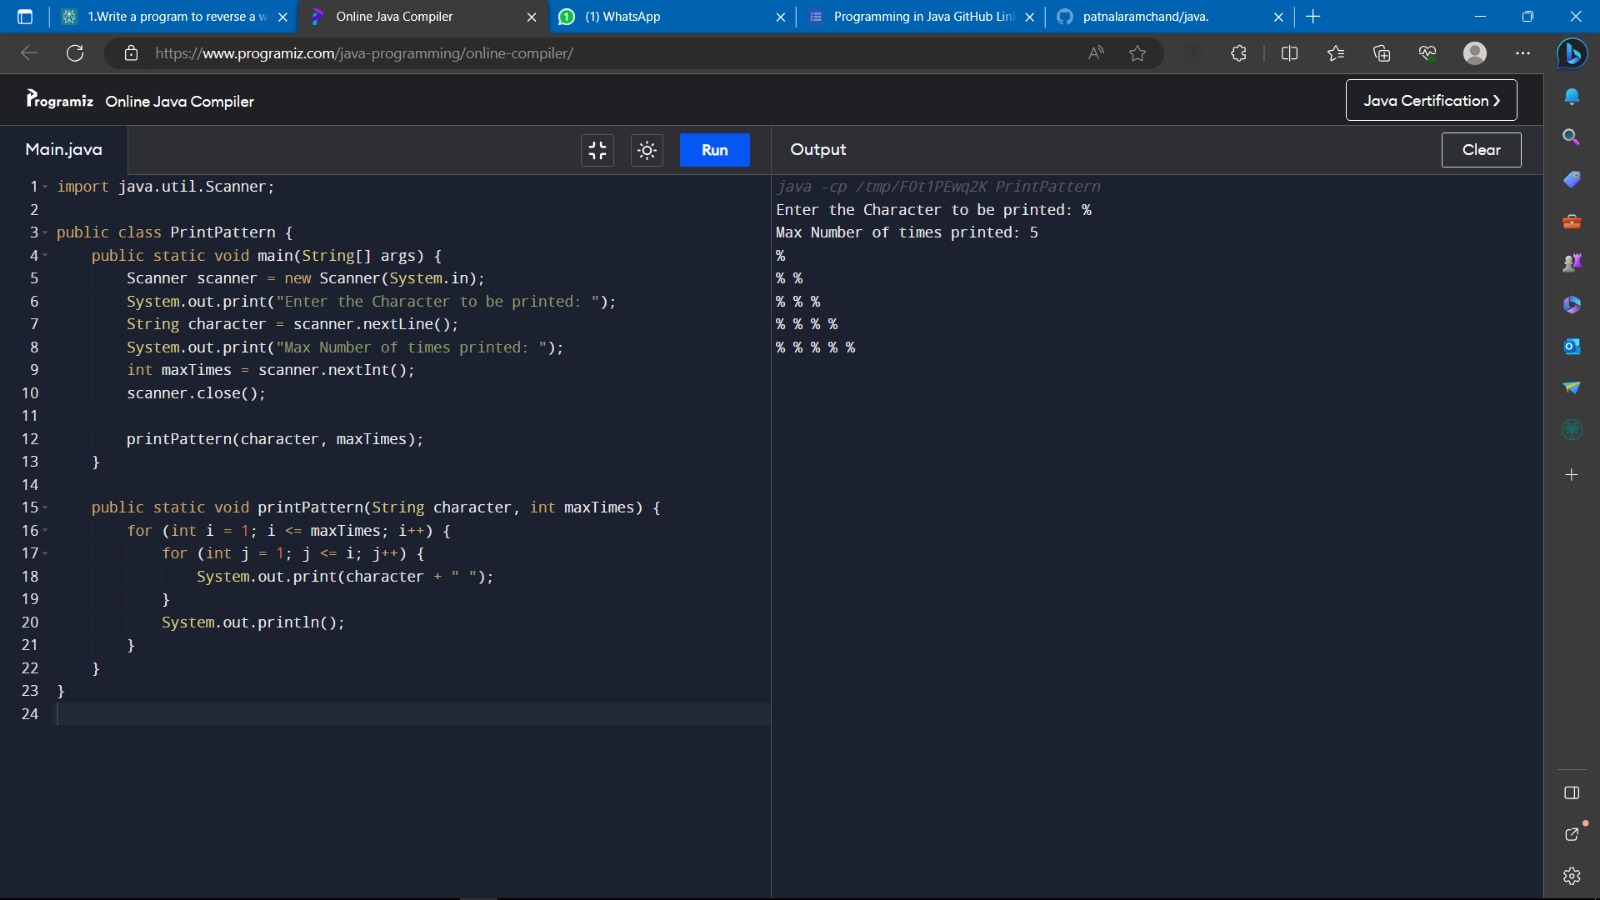 1.Write a program to reverse a w
Online Java Compiler
(1) WhatsApp
Programming in Java GitHub Lin
patnalaramchand/java.
https://www.programiz.com/java-programming/online-compiler/
Programiz Online Java Compiler
Java Certification ›
Main.java
Run
Output
Clear
1 import java.util.Scanner;
2
3 public class PrintPattern {
4 public static void main(String[] args) {
5 Scanner scanner = new Scanner(System.in);
6 System.out.print("Enter the Character to be printed: ");
7 String character = scanner.nextLine();
8 System.out.print("Max Number of times printed: ");
9 int maxTimes = scanner.nextInt();
10 scanner.close();
11
12 printPattern(character, maxTimes);
13 }
14
15 public static void printPattern(String character, int maxTimes) {
16 for (int i = 1; i <= maxTimes; i++) {
17 for (int j = 1; j <= i; j++) {
18 System.out.print(character + " ");
19 }
20 System.out.println();
21 }
22 }
23 }
24
java -cp /tmp/FOt1PEwq2K PrintPattern
Enter the Character to be printed: %
Max Number of times printed: 5
%
% %
% % %
% % % %
% % % % %